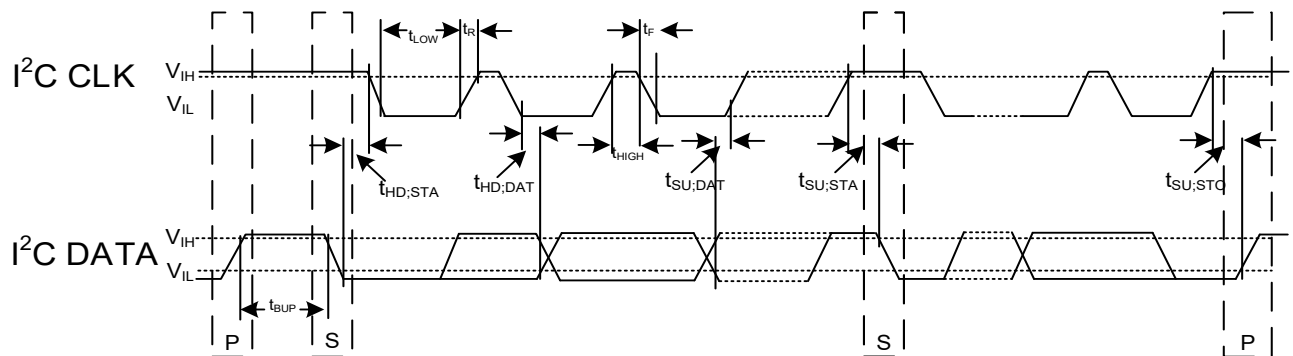 tLOW tR tF
I²C CLK VIH
VIL
tHIGH
tHD;STA tHD;DAT tSU;DAT tSU;STA tSU;STO
I²C DATA VIH
VIL
tBUP
P S S P